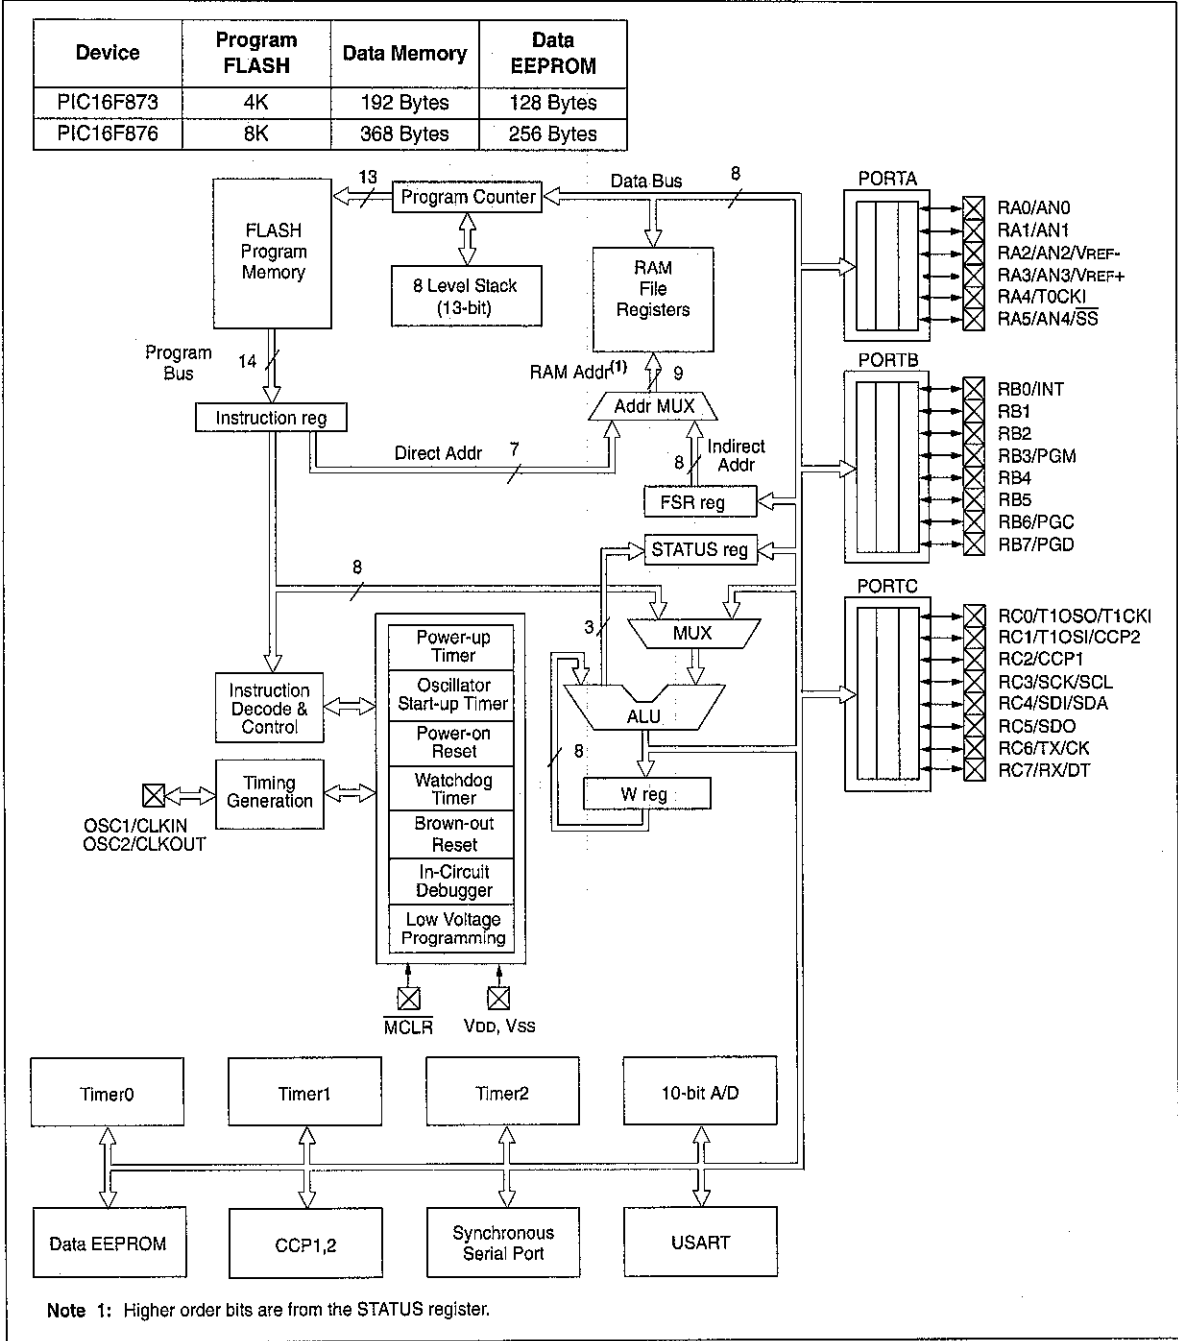 Device Program FLASH Data Memory Data EEPROM
PIC16F873 4K 192 Bytes 128 Bytes
PIC16F876 8K 368 Bytes 256 Bytes
13
Program Counter
Data Bus
8
FLASH
Program
Memory
8 Level Stack
(13-bit)
RAM
File
Registers
PORTA
RA0/AN0
RA1/AN1
RA2/AN2/VREF-
RA3/AN3/VREF+
RA4/T0CKI
RA5/AN4/SS
Program
Bus
14
RAM Addr(1)
9
Addr MUX
Instruction reg
Direct Addr
7
8
Indirect
Addr
FSR reg
STATUS reg
PORTB
RB0/INT
RB1
RB2
RB3/PGM
RB4
RB5
RB6/PGC
RB7/PGD
8
3
MUX
ALU
8
W reg
PORTC
RC0/T1OSO/T1CKI
RC1/T1OSI/CCP2
RC2/CCP1
RC3/SCK/SCL
RC4/SDI/SDA
RC5/SDO
RC6/TX/CK
RC7/RX/DT
Instruction
Decode &
Control
Timing
Generation
OSC1/CLKIN
OSC2/CLKOUT
Power-up
Timer
Oscillator
Start-up Timer
Power-on
Reset
Watchdog
Timer
Brown-out
Reset
In-Circuit
Debugger
Low Voltage
Programming
MCLR
VDD, VSS
Timer0
Timer1
Timer2
10-bit A/D
Data EEPROM
CCP1,2
Synchronous
Serial Port
USART
Note 1: Higher order bits are from the STATUS register.